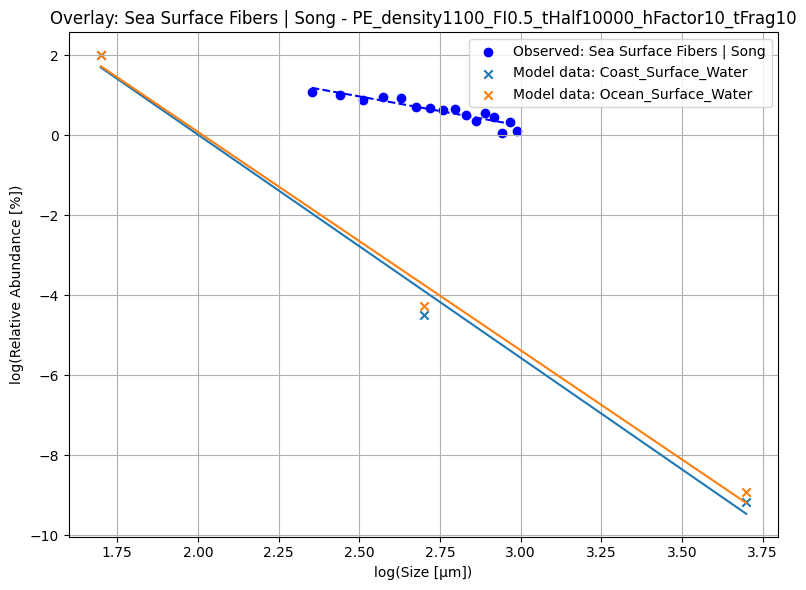 Overlay: Sea Surface Fibers | Song - PE_density1100_FI0.5_tHalf10000_hFactor10_tFrag10
Observed: Sea Surface Fibers | Song
Model data: Coast_Surface_Water
Model data: Ocean_Surface_Water
log(Relative Abundance [%])
2
0
−2
−4
−6
−8
−10
1.75
2.00
2.25
2.50
2.75
3.00
3.25
3.50
3.75
log(Size [µm])